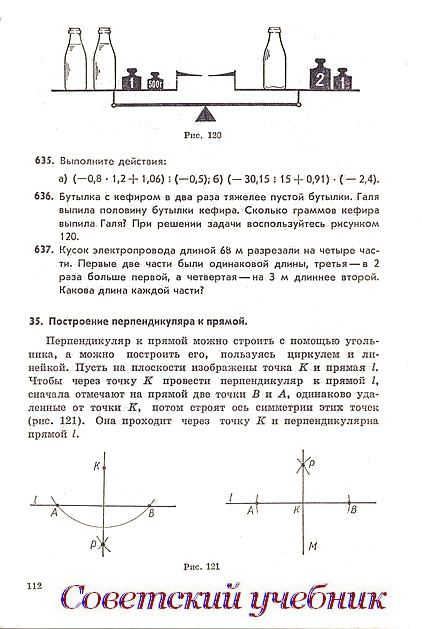 1 500г 2 1
Рис. 120
635. Выполните действия:
а) (—0,8 · 1,2 + 1,06) : (—0,5); б) (— 30,15 : 15 + 0,91) · (— 2,4).
636. Бутылка с кефиром в два раза тяжелее пустой бутылки. Галя
выпила половину бутылки кефира. Сколько граммов кефира
выпила Галя? При решении задачи воспользуйтесь рисунком
120.
637. Кусок электропровода длиной 68 м разрезали на четыре час-
ти. Первые две части были одинаковой длины, третья — в 2
раза больше первой, а четвертая — на 3 м длиннее второй.
Какова длина каждой части?
35. Построение перпендикуляра к прямой.
Перпендикуляр к прямой можно строить с помощью уголь-
ника, а можно построить его, пользуясь циркулем и ли-
нейкой. Пусть на плоскости изображены точка K и прямая l.
Чтобы через точку K провести перпендикуляр к прямой l,
сначала отмечают на прямой две точки B и A, одинаково уда-
ленные от точки K, потом строят ось симметрии этих точек
(рис. 121). Она проходит через точку K и перпендикулярна
прямой l.
K P
l A B l A K B
P M
Рис. 121
112
Советский учебник